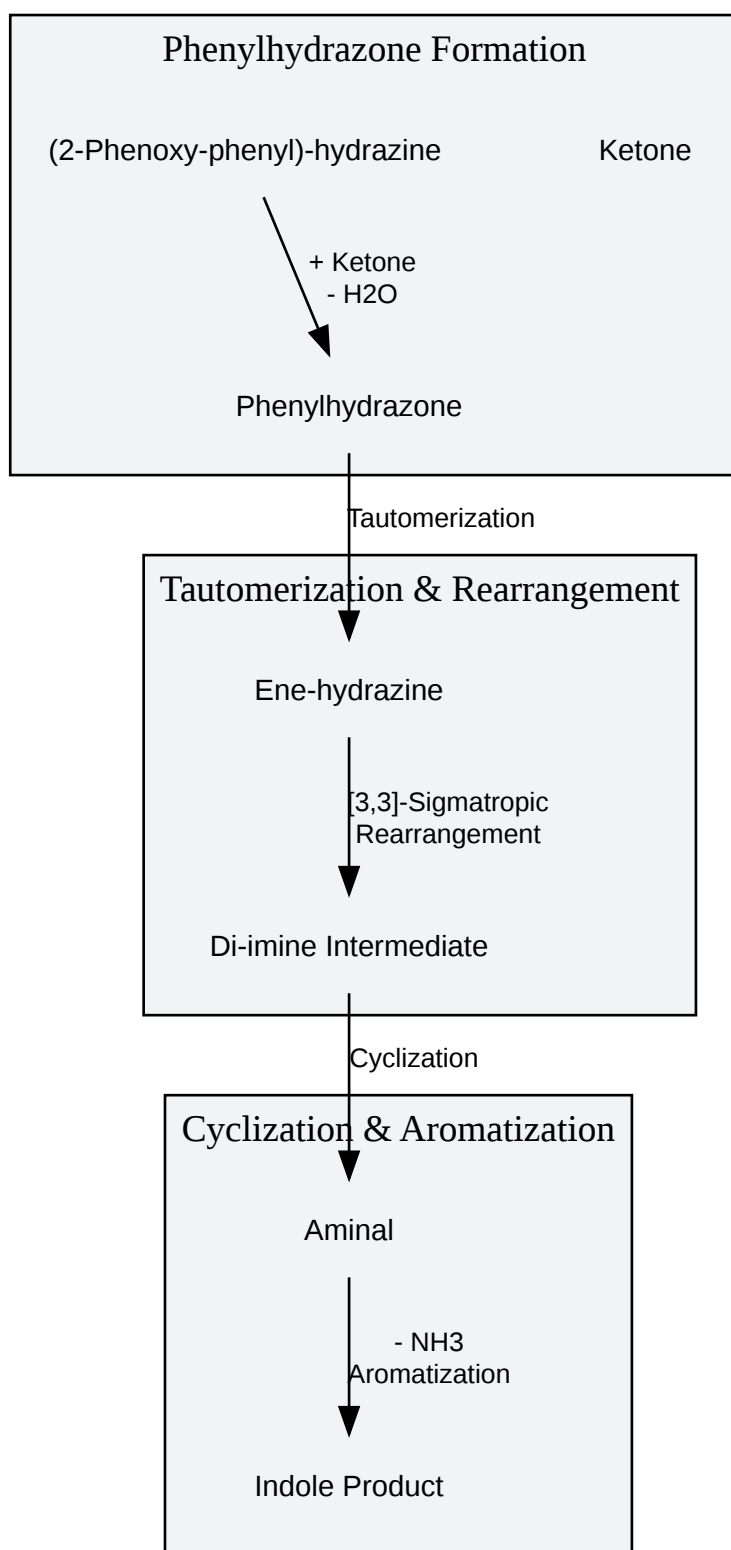 Phenylhydrazone Formation
(2-Phenoxy-phenyl)-hydrazine
Ketone
+ Ketone
- H2O
Phenylhydrazone
Tautomerization
Tautomerization & Rearrangement
Ene-hydrazine
[3,3]-Sigmatropic
Rearrangement
Di-imine Intermediate
Cyclization
Cyclization & Aromatization
Aminal
- NH3
Aromatization
Indole Product